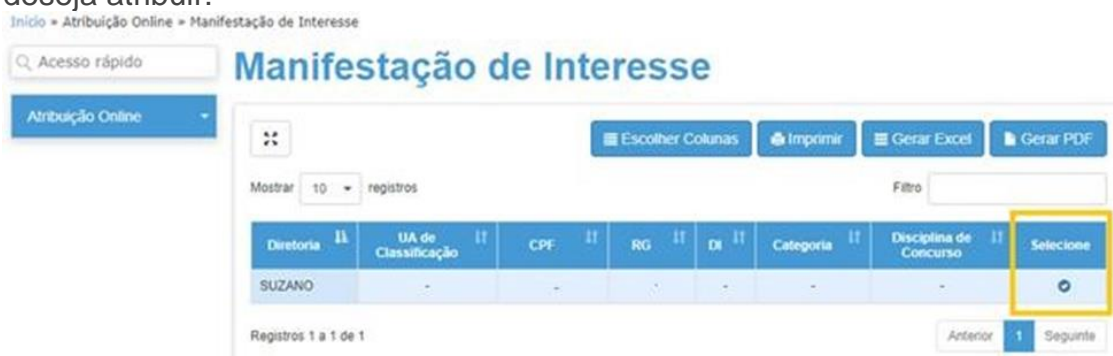 deseja atribuir.
Início » Atribuição Online » Manifestação de Interesse
Acesso rápido
Manifestação de Interesse
Atribuição Online
Escolher Colunas Imprimir Gerar Excel Gerar PDF
Mostrar 10 registros Filtro
Diretoria UA de Classificação CPF RG DI Categoria Disciplina de Concurso Selecione
SUZANO - - - - - -
Registros 1 a 1 de 1 Anterior 1 Seguinte